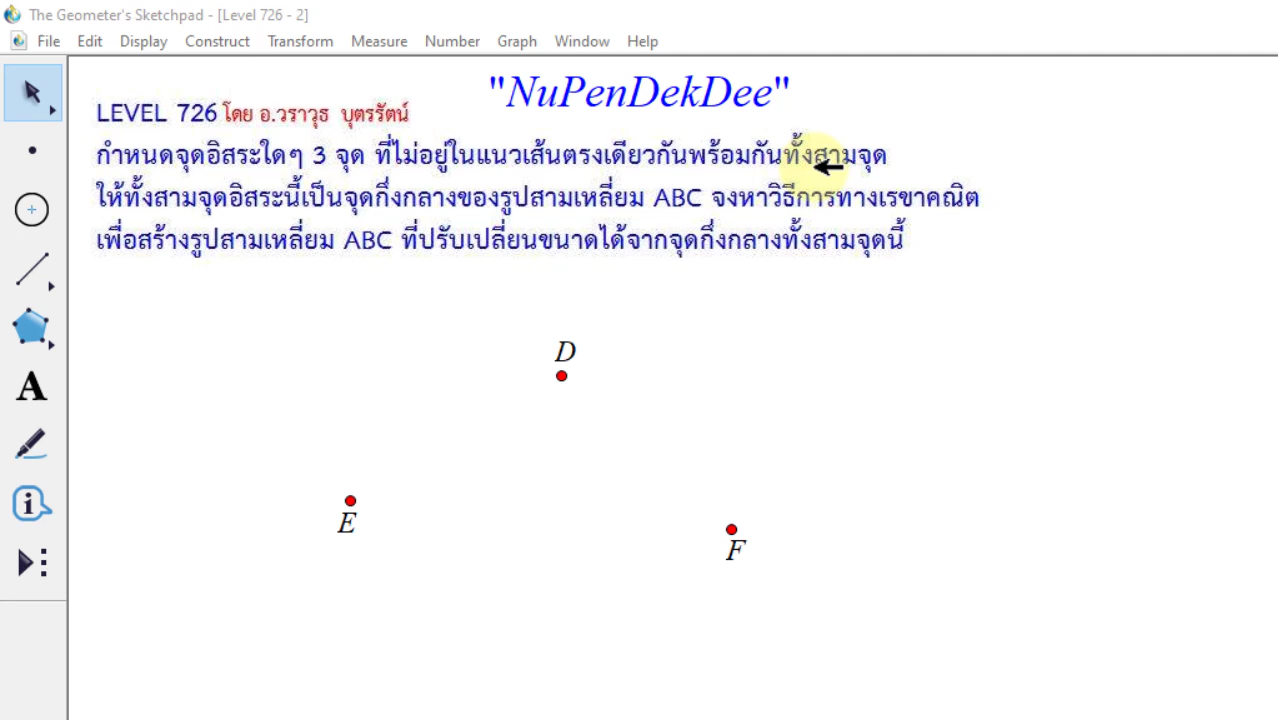 The Geometer's Sketchpad - [Level 726 - 2]
File Edit Display Construct Transform Measure Number Graph Window Help
"NuPenDekDee"
LEVEL 726 โดย อ.วราวุธ บุตรรัตน์
กำหนดจุดอิสระใดๆ 3 จุด ที่ไม่อยู่ในแนวเส้นตรงเดียวกันพร้อมกันทั้งสามจุด
ให้ทั้งสามจุดอิสระนี้เป็นจุดกึ่งกลางของรูปสามเหลี่ยม ABC จงหาวิธีการทางเรขาคณิต
เพื่อสร้างรูปสามเหลี่ยม ABC ที่ปรับเปลี่ยนขนาดได้จากจุดกึ่งกลางทั้งสามจุดนี้
D
E
F
A
i